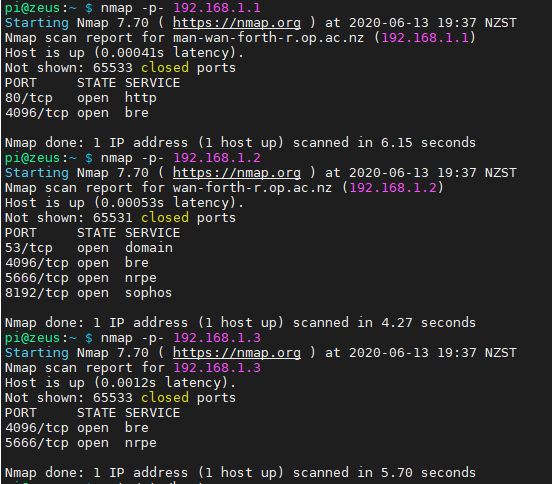 pi@zeus:~ $ nmap -p- 192.168.1.1
Starting Nmap 7.70 ( https://nmap.org ) at 2020-06-13 19:37 NZST
Nmap scan report for man-wan-forth-r.op.ac.nz (192.168.1.1)
Host is up (0.00041s latency).
Not shown: 65533 closed ports
PORT     STATE SERVICE
80/tcp   open  http
4096/tcp open  bre

Nmap done: 1 IP address (1 host up) scanned in 6.15 seconds
pi@zeus:~ $ nmap -p- 192.168.1.2
Starting Nmap 7.70 ( https://nmap.org ) at 2020-06-13 19:37 NZST
Nmap scan report for wan-forth-r.op.ac.nz (192.168.1.2)
Host is up (0.00053s latency).
Not shown: 65531 closed ports
PORT     STATE SERVICE
53/tcp   open  domain
4096/tcp open  bre
5666/tcp open  nrpe
8192/tcp open  sophos

Nmap done: 1 IP address (1 host up) scanned in 4.27 seconds
pi@zeus:~ $ nmap -p- 192.168.1.3
Starting Nmap 7.70 ( https://nmap.org ) at 2020-06-13 19:37 NZST
Nmap scan report for 192.168.1.3
Host is up (0.0012s latency).
Not shown: 65533 closed ports
PORT     STATE SERVICE
4096/tcp open  bre
5666/tcp open  nrpe

Nmap done: 1 IP address (1 host up) scanned in 5.70 seconds